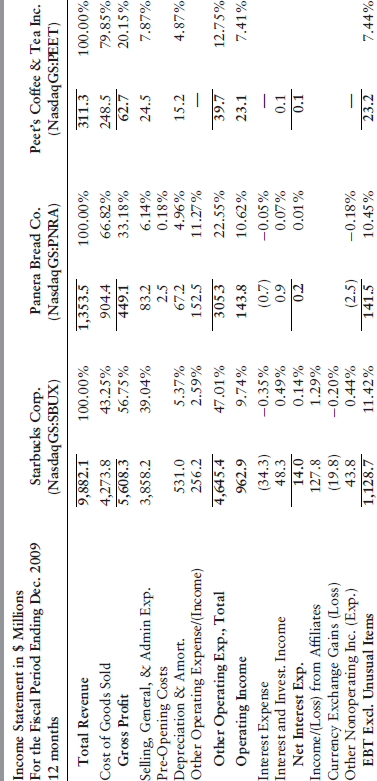 Income Statement in $ Millions
For the Fiscal Period Ending Dec. 2009 Starbucks Corp. Panera Bread Co. Peet's Coffee & Tea Inc.
12 months (NasdaqGS:SBUX) (NasdaqGS:PNRA) (NasdaqGS:PEET)
Total Revenue 9,882.1 100.00% 1,353.5 100.00% 311.3 100.00%
Cost of Goods Sold 4,273.8 43.25% 904.4 66.82% 248.5 79.85%
Gross Profit 5,608.3 56.75% 449.1 33.18% 62.7 20.15%
Selling, General, & Admin Exp. 3,858.2 39.04% 83.2 6.14% 24.5 7.87%
Pre-Opening Costs 2.5 0.18%
Depreciation & Amort. 531.0 5.37% 67.2 4.96% 15.2 4.87%
Other Operating Expense/(Income) 256.2 2.59% 152.5 11.27% —
Other Operating Exp., Total 4,645.4 47.01% 305.3 22.55% 39.7 12.75%
Operating Income 962.9 9.74% 143.8 10.62% 23.1 7.41%
Interest Expense (34.3) −0.35% (0.7) −0.05% —
Interest and Invest. Income 48.3 0.49% 0.9 0.07% 0.1
Net Interest Exp. 14.0 0.14% 0.2 0.01% 0.1
Income/(Loss) from Affiliates 127.8 1.29%
Currency Exchange Gains (Loss) (19.8) −0.20%
Other Nonoperating Inc. (Exp.) 43.8 0.44% (2.5) −0.18% —
EBT Excl. Unusual Items 1,128.7 11.42% 141.5 10.45% 23.2 7.44%